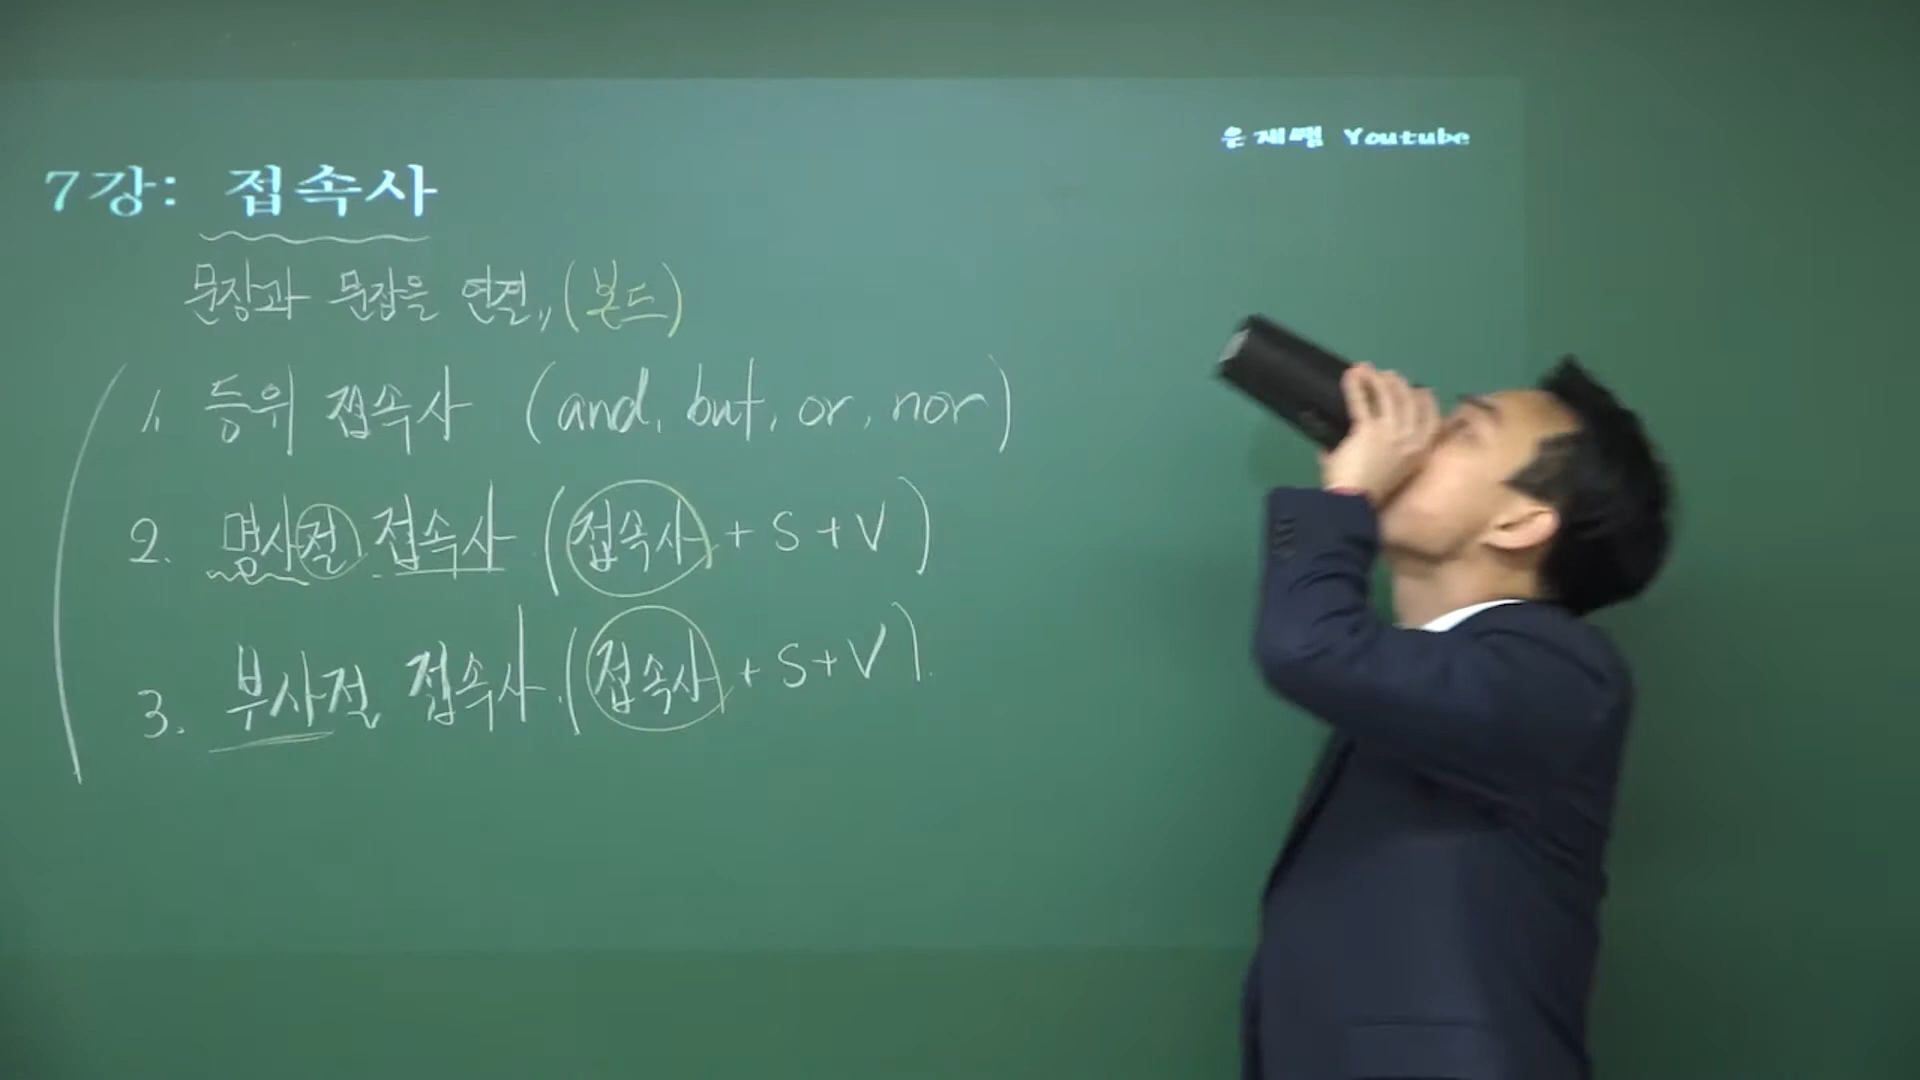 은재쌤 Youtube
7강: 접속사
문장과 문장을 연결,, (본드)
1. 등위 접속사 (and, but, or, nor)
2. 명사절 접속사 (접속사 + S + V)
3. 부사절 접속사. (접속사 + S + V).